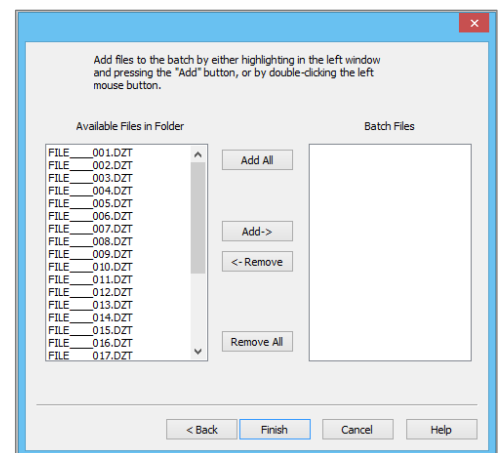 Add files to the batch by either highlighting in the left window
and pressing the "Add" button, or by double-clicking the left
mouse button.
Available Files in Folder
Batch Files
FILE____001.DZT
FILE____002.DZT
FILE____003.DZT
FILE____004.DZT
FILE____005.DZT
FILE____006.DZT
FILE____007.DZT
FILE____008.DZT
FILE____009.DZT
FILE____010.DZT
FILE____011.DZT
FILE____012.DZT
FILE____013.DZT
FILE____014.DZT
FILE____015.DZT
FILE____016.DZT
FILE____017.DZT
Add All
Add->
<- Remove
Remove All
< Back
Finish
Cancel
Help